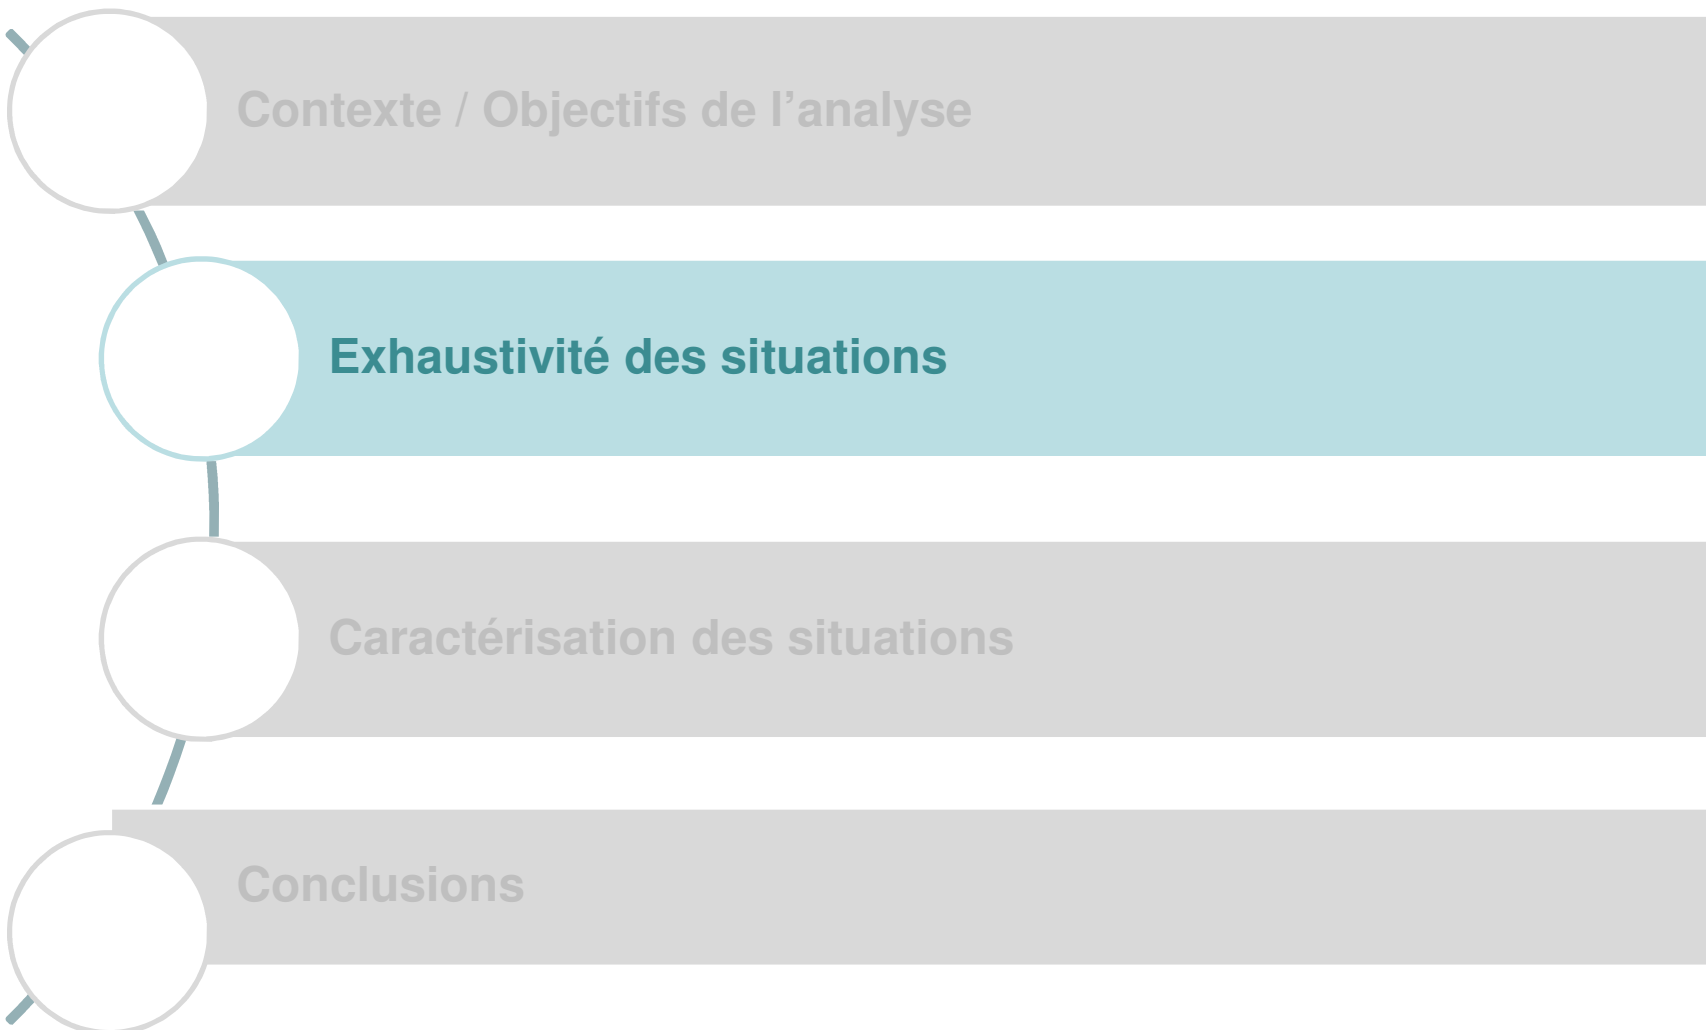 Contexte / Objectifs de l’analyse
Exhaustivité des situations
Caractérisation des situations
Conclusions